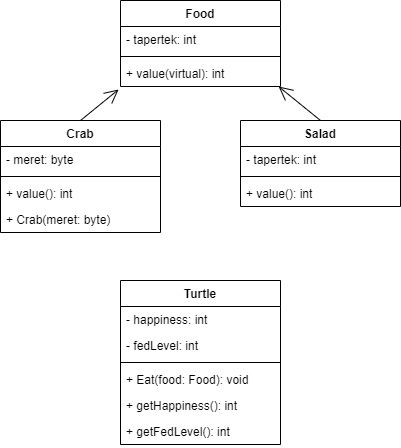 Food
- tapertek: int
+ value(virtual): int
Crab
- meret: byte
+ value(): int
+ Crab(meret: byte)
Salad
- tapertek: int
+ value(): int
Turtle
- happiness: int
- fedLevel: int
+ Eat(food: Food): void
+ getHappiness(): int
+ getFedLevel(): int